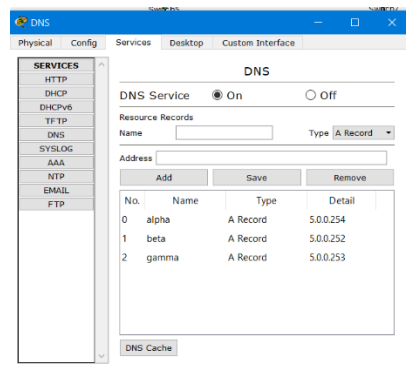 DNS
Physical Config Services Desktop Custom Interface
SERVICES
HTTP
DHCP
DHCPv6
TFTP
DNS
SYSLOG
AAA
NTP
EMAIL
FTP
DNS
DNS Service On Off
Resource Records
Name Type A Record
Address
Add Save Remove
No. Name Type Detail
0 alpha A Record 5.0.0.254
1 beta A Record 5.0.0.252
2 gamma A Record 5.0.0.253
DNS Cache